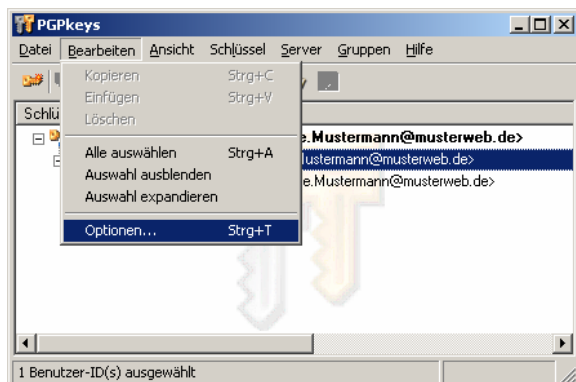 PGPkeys
Datei Bearbeiten Ansicht Schlüssel Server Gruppen Hilfe
Kopieren Strg+C
Einfügen Strg+V
Löschen
Alle auswählen Strg+A
Auswahl ausblenden
Auswahl expandieren
Optionen... Strg+T
Schlü
e.Mustermann@musterweb.de>
lustermann@musterweb.de>
e.Mustermann@musterweb.de>
1 Benutzer-ID(s) ausgewählt